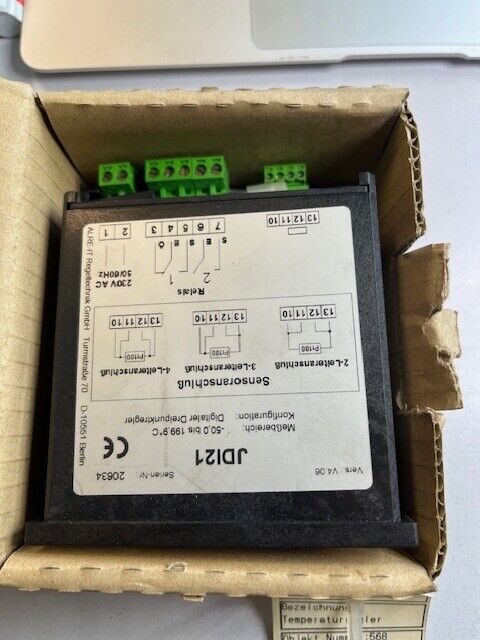 Vers.: V4.06 Serien-Nr.: 20634
JDI21
CE
Meßbereich: -50,0 bis 199,9°C
Konfiguration: Digitaler Dreipunktregler
Sensoranschluß
2-Leiteranschluß 3-Leiteranschluß 4-Leiteranschluß
Pt100 Pt100 Pt100
13 12 11 10 13 12 11 10 13 12 11 10
Relais
230V AC
50/60Hz
2 1
S E S E Ö
13 12 11 10 7 6 5 4 3 2 1
ALRE-IT Regeltechnik GmbH Turmstraße 70 D-10551 Berlin
Bezeichnung
Temperaturregler
Objekt Num 568